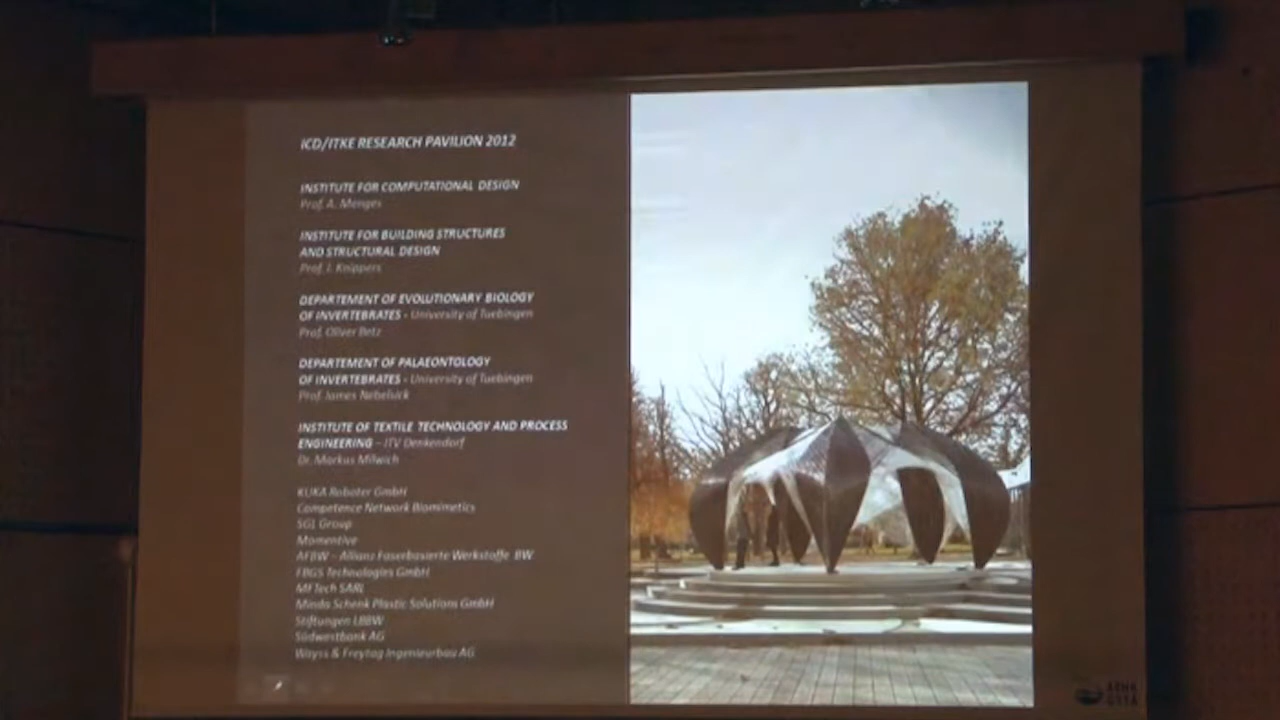 ICD/ITKE RESEARCH PAVILION 2012
INSTITUTE FOR COMPUTATIONAL DESIGN
Prof. A. Menges
INSTITUTE FOR BUILDING STRUCTURES
AND STRUCTURAL DESIGN
Prof. J. Knippers
DEPARTEMENT OF EVOLUTIONARY BIOLOGY
OF INVERTEBRATES - University of Tuebingen
Prof. Oliver Betz
DEPARTEMENT OF PALAEONTOLOGY
OF INVERTEBRATES - University of Tuebingen
Prof. James Nebelsick
INSTITUTE OF TEXTILE TECHNOLOGY AND PROCESS
ENGINEERING – ITV Denkendorf
Dr. Markus Milwich
KUKA Roboter GmbH
Competence Network Biomimetics
SGL Group
Momentive
AFBW – Allianz Faserbasierte Werkstoffe BW
FBGS Technologies GmbH
MFTech SARL
Minda Schenk Plastic Solutions GmbH
Stiftungen LBBW
Südwestbank AG
Wayss & Freytag Ingenieurbau AG